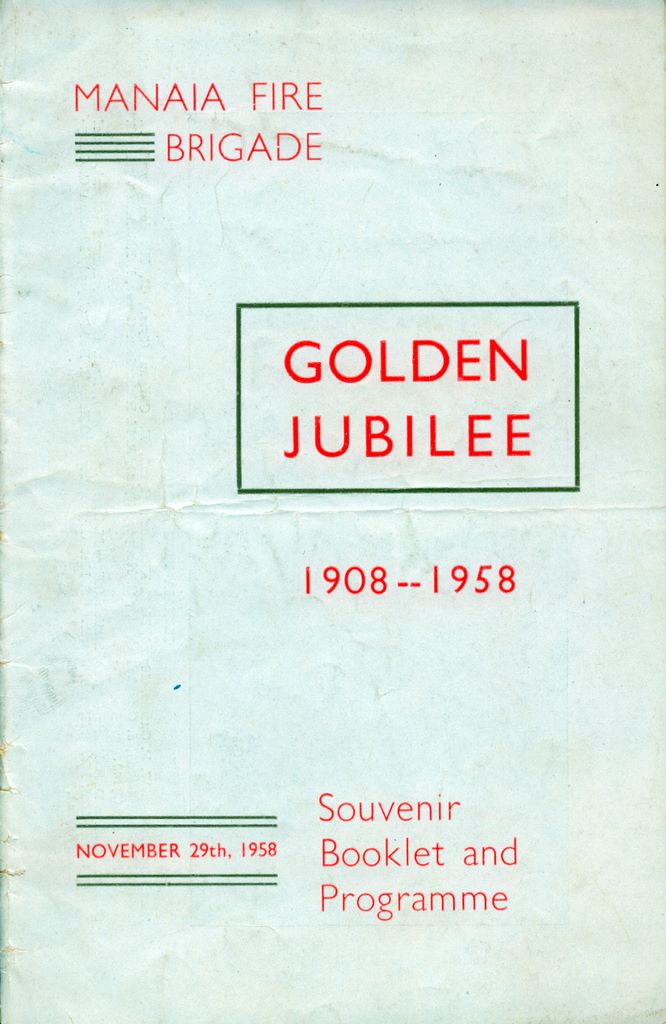 MANAIA FIRE
BRIGADE
GOLDEN
JUBILEE
1908--1958
NOVEMBER 29th, 1958
Souvenir
Booklet and
Programme